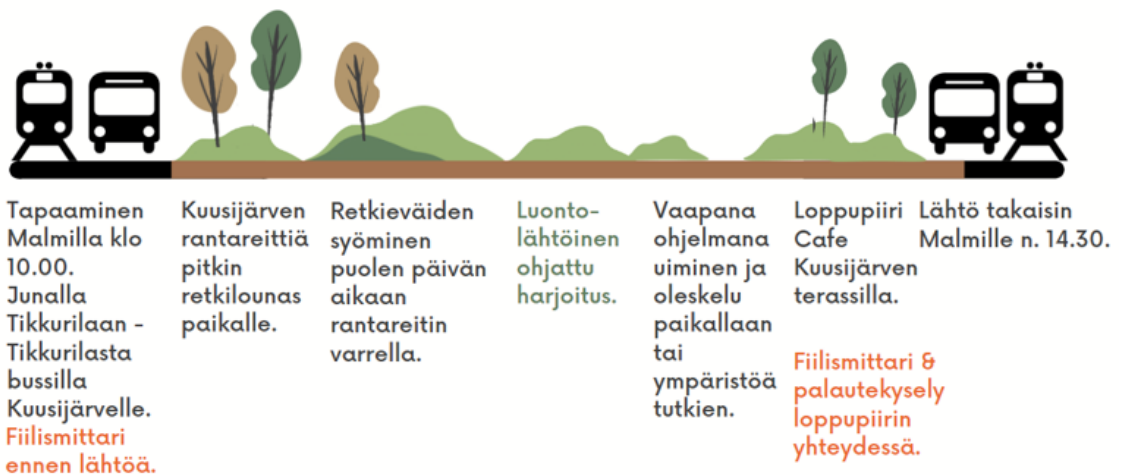 Tapaaminen
Malmilla klo
10.00.
Junalla
Tikkurilaan -
Tikkurilasta
bussilla
Kuusijärvelle.
Fiilismittari
ennen lähtöä.
Kuusijärven
rantareittiä
pitkin
retkilounas
paikalle.
Retkieväiden
syöminen
puolen päivän
aikaan
rantareitin
varrella.
Luonto-
lähtöinen
ohjattu
harjoitus.
Vaapana
ohjelmana
uiminen ja
oleskelu
paikallaan
tai
ympäristöä
tutkien.
Loppupiiri
Cafe
Kuusijärven
terassilla.
Fiilismittari &
palautekysely
loppupiirin
yhteydessä.
Lähtö takaisin
Malmille n. 14.30.